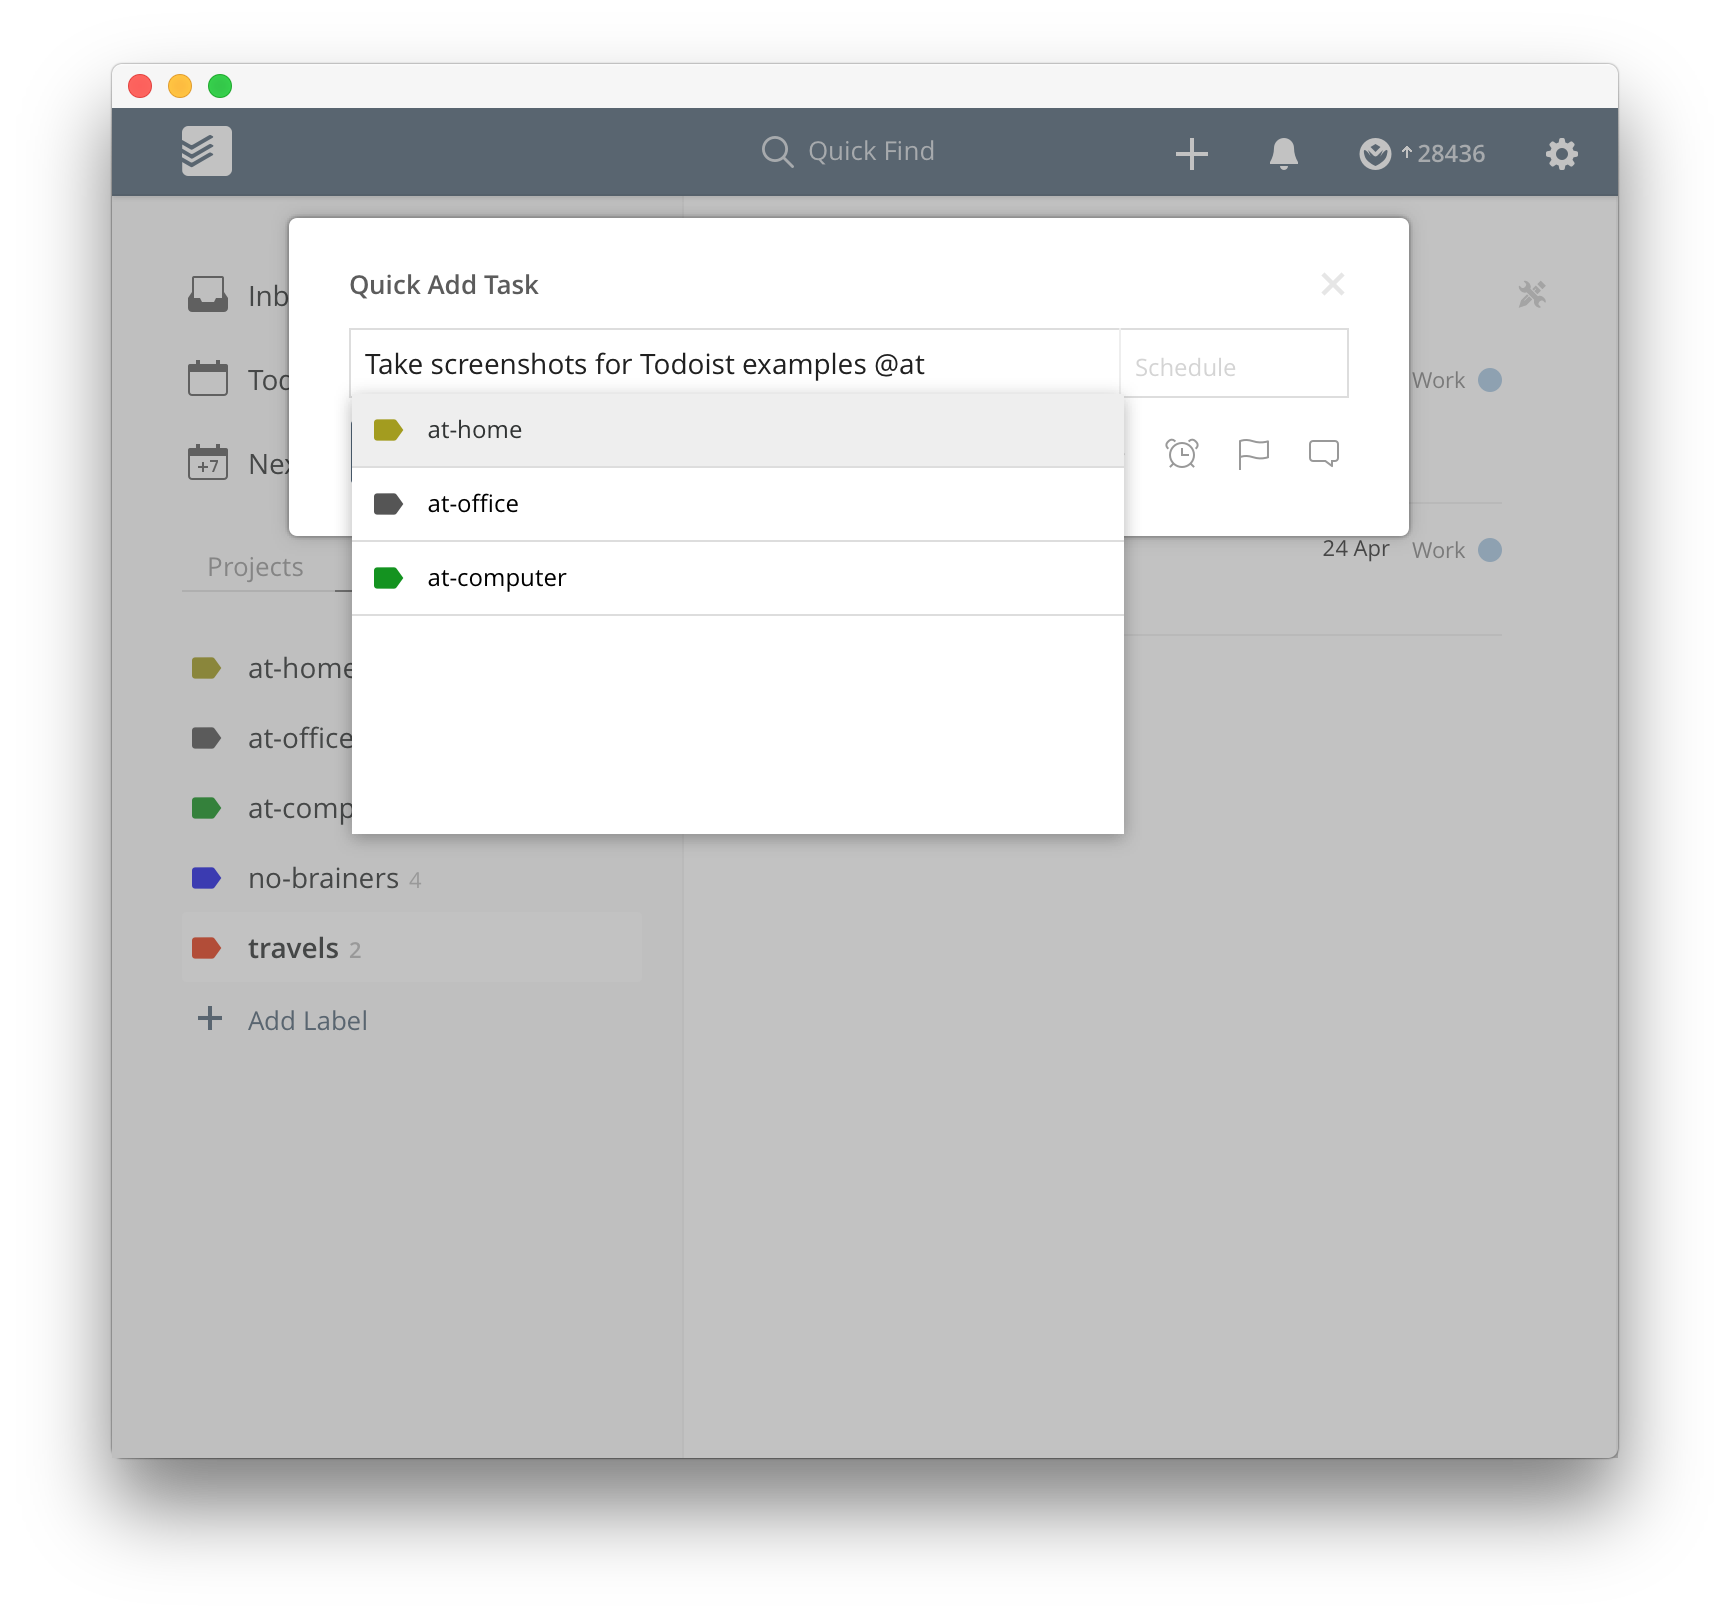 Quick Find
28436
Quick Add Task
Take screenshots for Todoist examples @at
Schedule
at-home
at-office
at-computer
Inb
Tod
+7
Nex
Projects
at-home
at-office
at-comp
no-brainers 4
travels 2
Add Label
Work
24 Apr Work